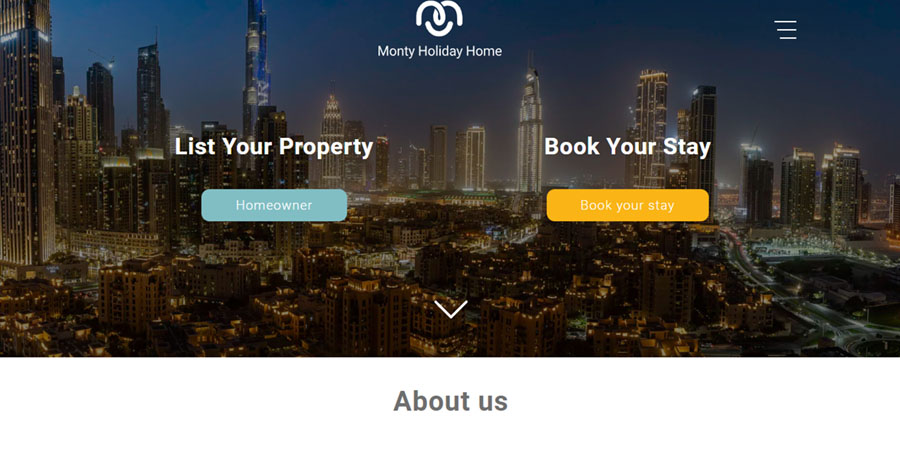 Monty Holiday Home
List Your Property
Book Your Stay
Homeowner
Book your stay
About us